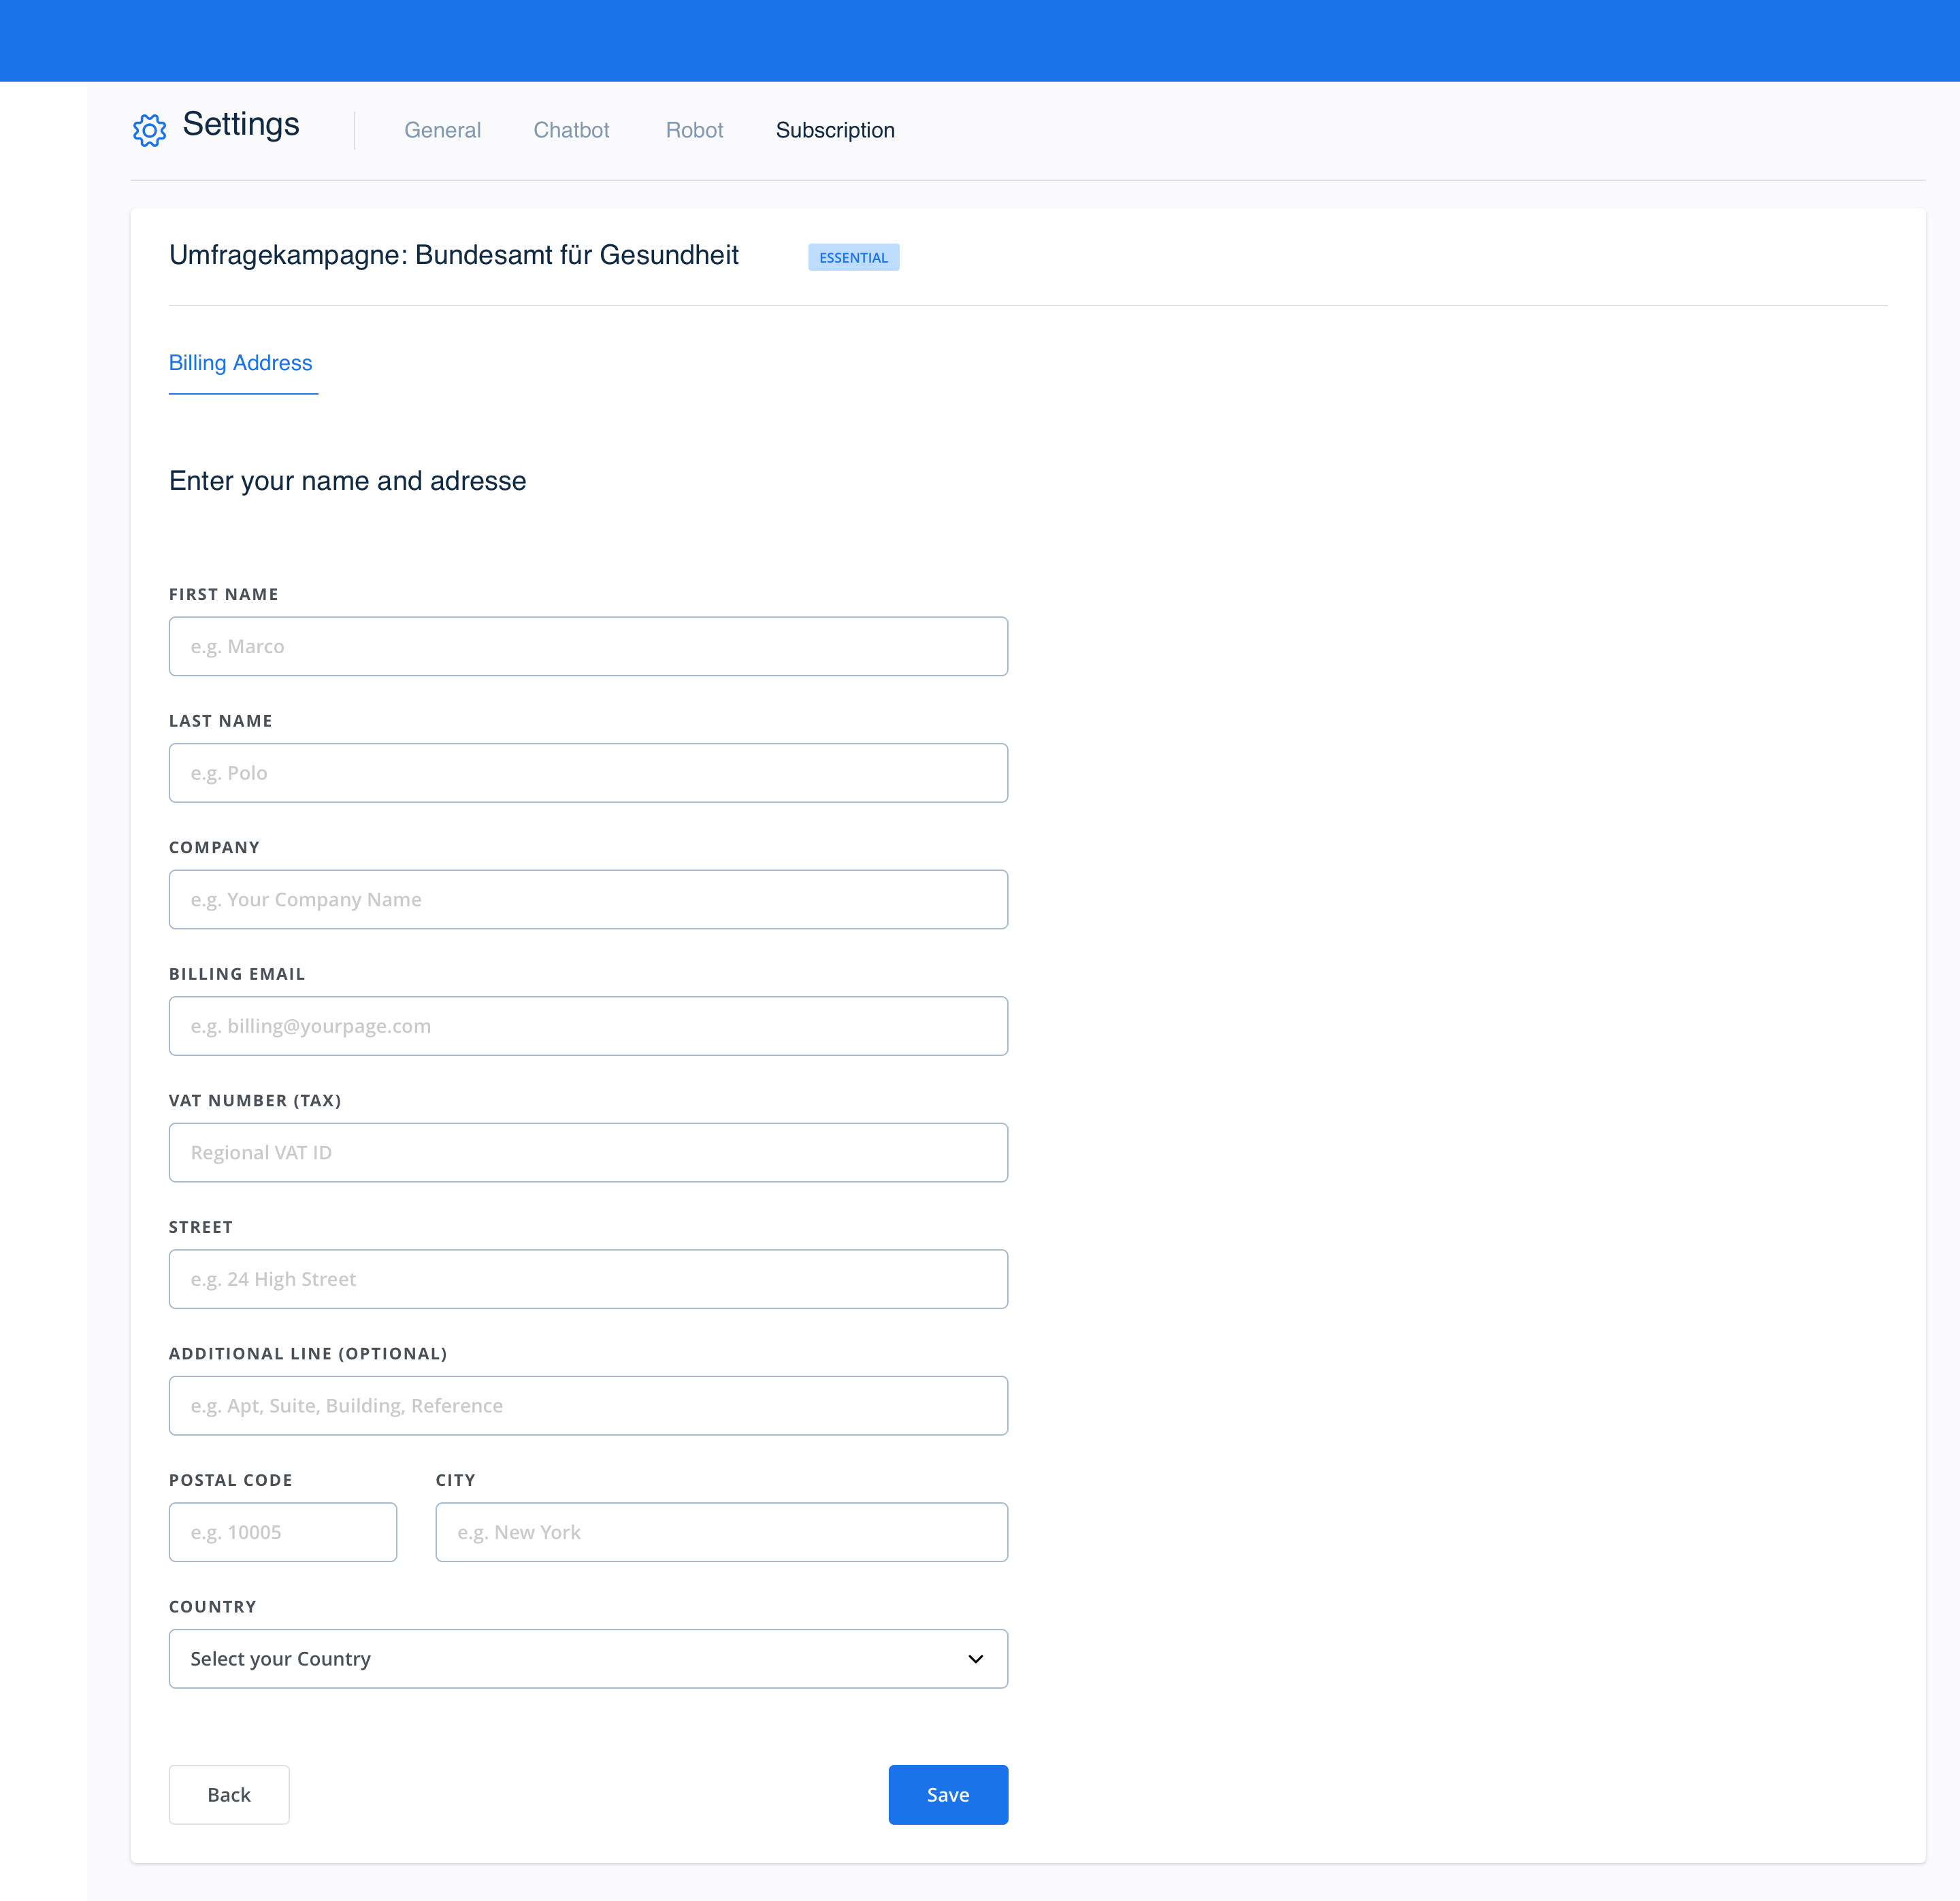 Settings
General Chatbot Robot Subscription
Umfragekampagne: Bundesamt für Gesundheit ESSENTIAL
Billing Address
Enter your name and adresse
FIRST NAME
e.g. Marco
LAST NAME
e.g. Polo
COMPANY
e.g. Your Company Name
BILLING EMAIL
e.g. billing@yourpage.com
VAT NUMBER (TAX)
Regional VAT ID
STREET
e.g. 24 High Street
ADDITIONAL LINE (OPTIONAL)
e.g. Apt, Suite, Building, Reference
POSTAL CODE CITY
e.g. 10005 e.g. New York
COUNTRY
Select your Country
Back Save